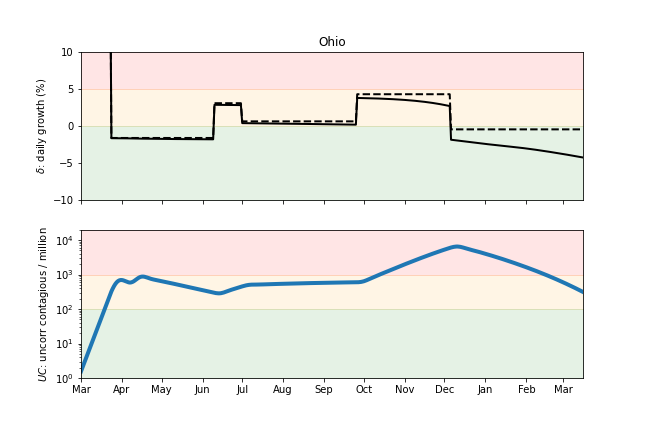 Ohio
δ: daily growth (%)
10
5
0
−5
−10
UC: uncorr contagious / million
10⁴
10³
10²
10¹
10⁰
Mar Apr May Jun Jul Aug Sep Oct Nov Dec Jan Feb Mar